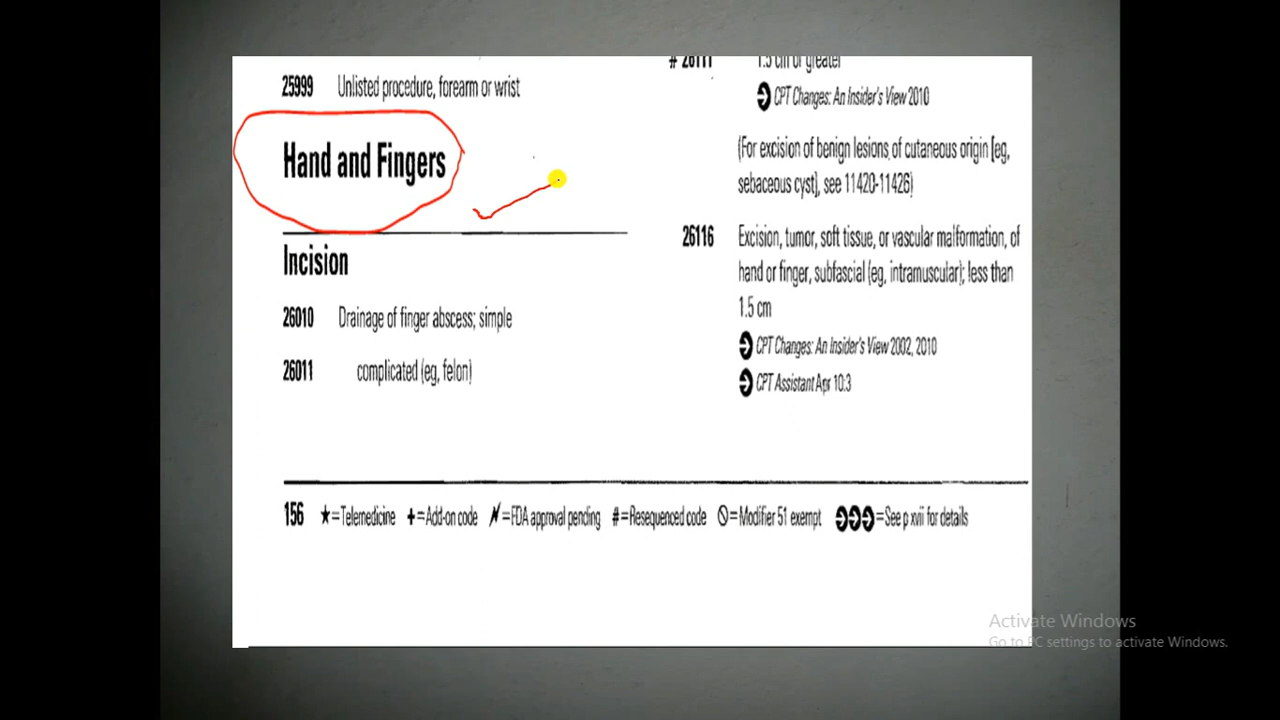 25999 Unlisted procedure, forearm or wrist
Hand and Fingers
Incision
26010 Drainage of finger abscess; simple
26011 complicated (eg, felon)
# 26111 1.5 cm or greater
CPT Changes: An Insider's View 2010
(For excision of benign lesions of cutaneous origin [eg,
sebaceous cyst], see 11420-11426)
26116 Excision, tumor, soft tissue, or vascular malformation, of
hand or finger, subfascial (eg, intramuscular); less than
1.5 cm
CPT Changes: An Insider's View 2002, 2010
CPT Assistant Apr 10:3
156 ★=Telemedicine +=Add-on code =FDA approval pending #=Resequenced code =Modifier 51 exempt =See p xvii for details
Activate Windows
Go to PC settings to activate Windows.